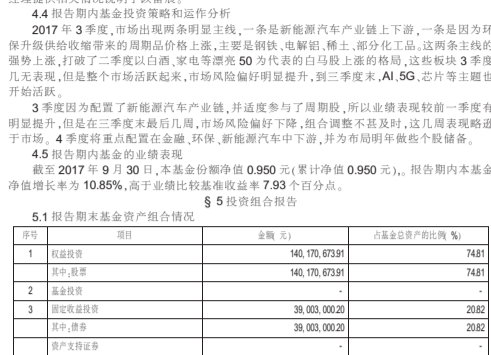 4.4 报告期内基金投资策略和运作分析
2017 年 3 季度,市场出现两条明显主线,一条是新能源汽车产业链上下游,一条是因为环
保升级供给收缩带来的周期品价格上涨,主要是钢铁、电解铝、稀土、部分化工品。这两条主线的
强势上涨,打破了二季度以白酒、家电等漂亮 50 为代表的白马股上涨的格局,这些板块 3 季度
几无表现,但是整个市场活跃起来,市场风险偏好明显提升,到三季度末,AI、5G、芯片等主题也
开始活跃。
3 季度因为配置了新能源汽车产业链,并适度参与了周期股,所以业绩表现较前一季度有
明显提升,但是在三季度末最后几周,市场风险偏好下降,组合调整不甚及时,这几周表现略逊
于市场。4 季度将重点配置在金融、环保、新能源汽车中下游,并为布局明年做些个股储备。
4.5 报告期内基金的业绩表现
截至 2017 年 9 月 30 日,本基金份额净值 0.950 元(累计净值 0.950 元),。报告期内本基金
净值增长率为 10.85%,高于业绩比较基准收益率 7.93 个百分点。
§ 5 投资组合报告
5.1 报告期末基金资产组合情况
序号 项目 金额( 元) 占基金总资产的比例( %)
1 权益投资 140, 170, 673.91 74.81
其中:股票 140, 170, 673.91 74.81
2 基金投资 - -
3 固定收益投资 39, 003, 000.20 20.82
其中:债券 39, 003, 000.20 20.82
资产支持证券 - -